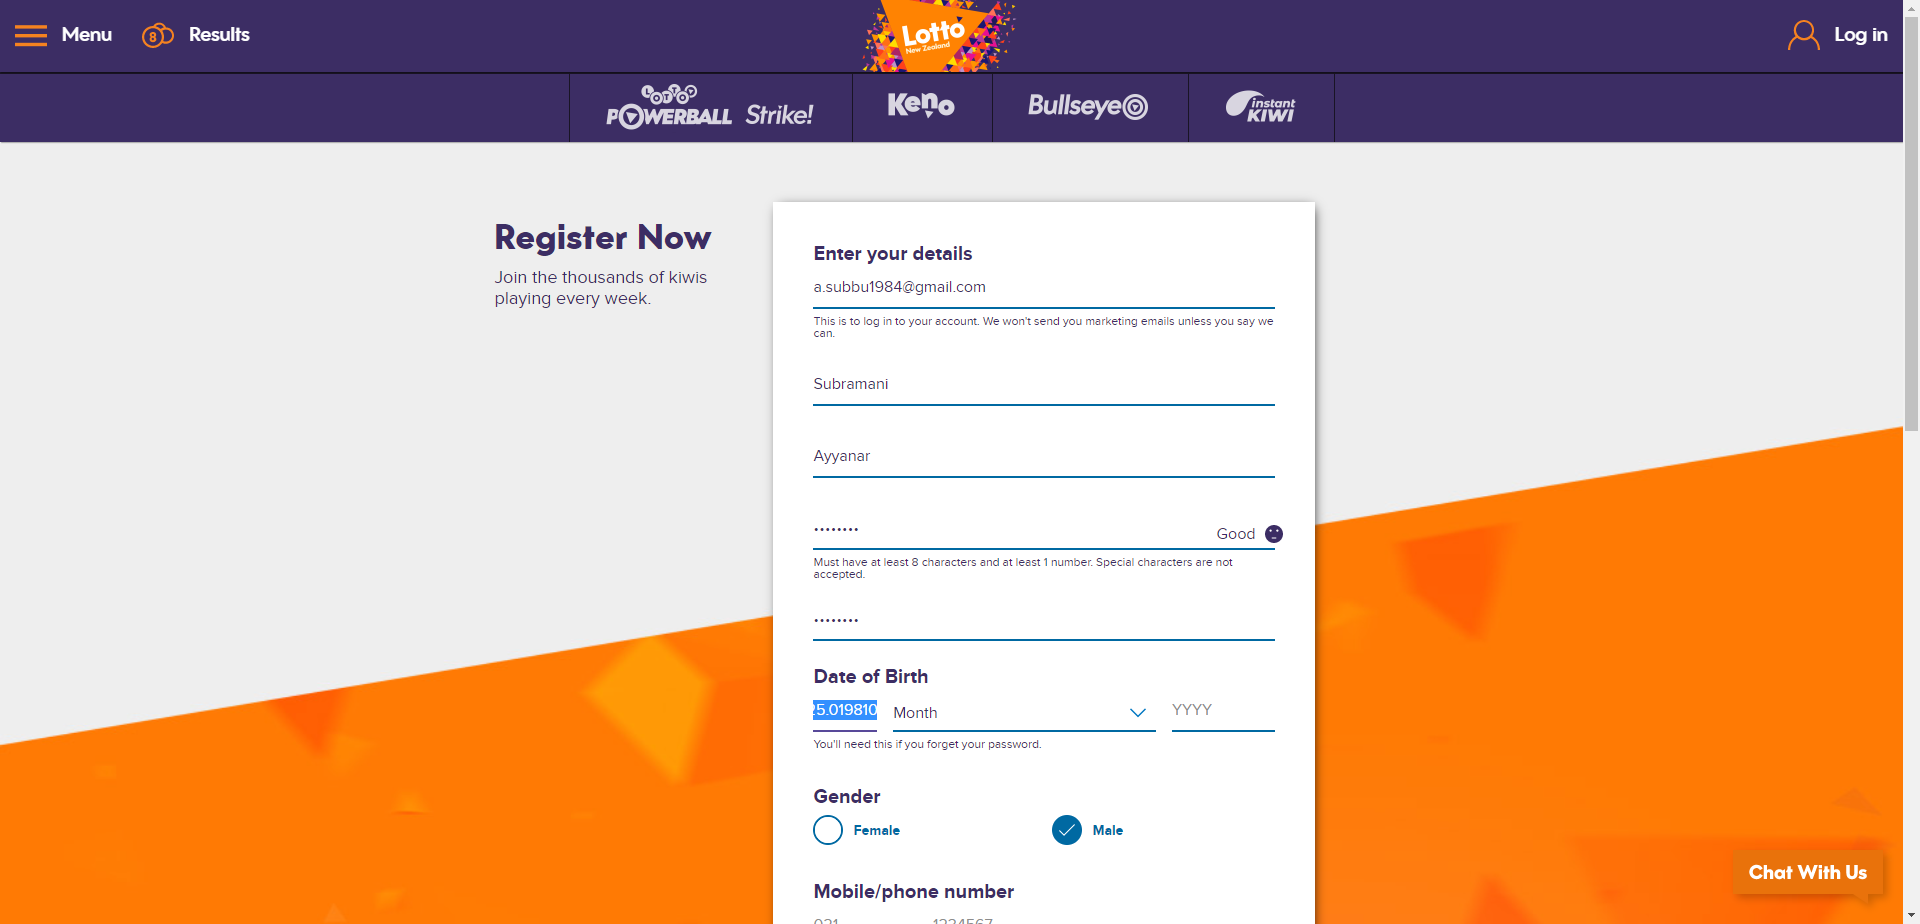 Menu
8
Results
Lotto
New Zealand
Log in
LOTTO
POWERBALL Strike!
Keno
Bullseye
instant
KIWI
Register Now
Join the thousands of kiwis
playing every week.
Enter your details
a.subbu1984@gmail.com
This is to log in to your account. We won't send you marketing emails unless you say we
can.
Subramani
Ayyanar
••••••••
Good
Must have at least 8 characters and at least 1 number. Special characters are not
accepted.
••••••••
Date of Birth
25.019810 Month YYYY
You'll need this if you forget your password.
Gender
Female Male
Mobile/phone number
021 1234567
Chat With Us